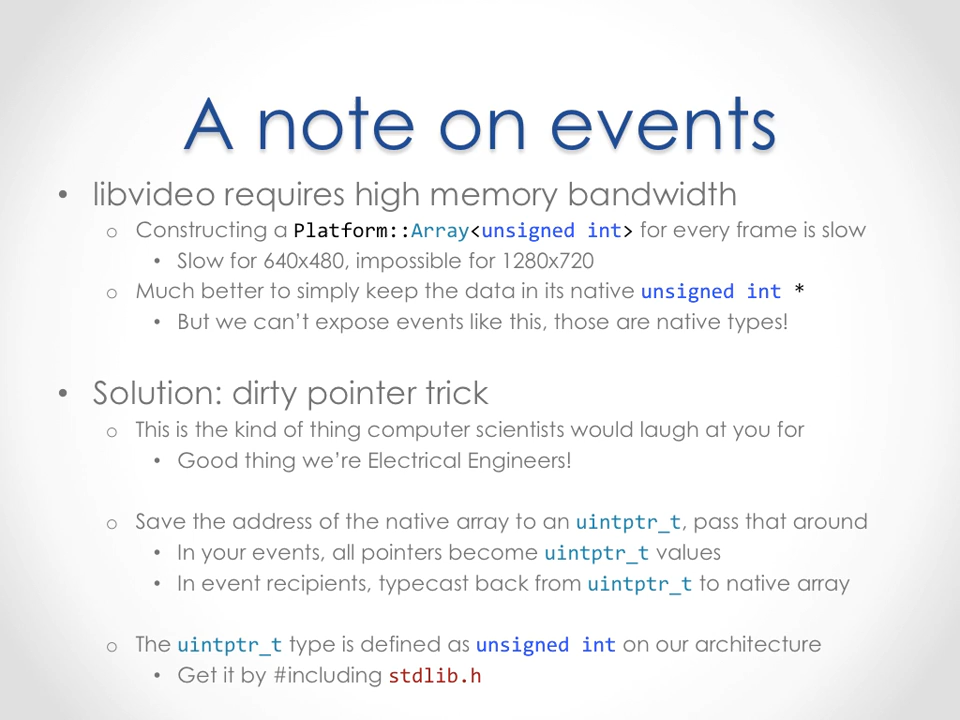 A note on events
• libvideo requires high memory bandwidth
o Constructing a Platform::Array<unsigned int> for every frame is slow
• Slow for 640x480, impossible for 1280x720
o Much better to simply keep the data in its native unsigned int *
• But we can't expose events like this, those are native types!
• Solution: dirty pointer trick
o This is the kind of thing computer scientists would laugh at you for
• Good thing we're Electrical Engineers!
o Save the address of the native array to an uintptr_t, pass that around
• In your events, all pointers become uintptr_t values
• In event recipients, typecast back from uintptr_t to native array
o The uintptr_t type is defined as unsigned int on our architecture
• Get it by #including stdlib.h